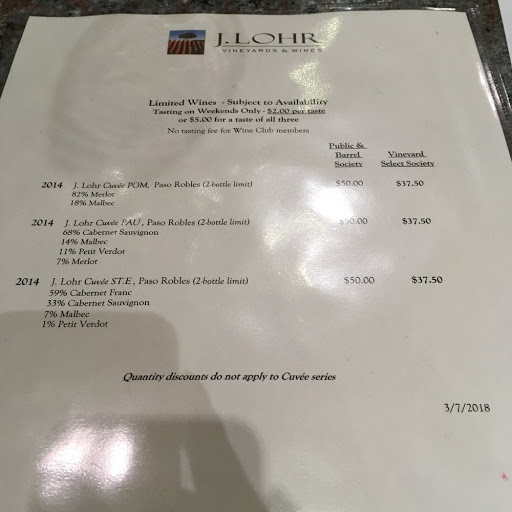 J. LOHR
VINEYARDS & WINES
Limited Wines - Subject to Availability
Tasting on Weekends Only - $2.00 per taste
or $5.00 for a taste of all three
No tasting fee for Wine Club members
Public & Barrel Society
Vineyard Select Society
2014 J. Lohr Cuvée POM, Paso Robles (2-bottle limit) $50.00 $37.50
82% Merlot
18% Malbec
2014 J. Lohr Cuvée PAU, Paso Robles (2-bottle limit) $50.00 $37.50
68% Cabernet Sauvignon
14% Malbec
11% Petit Verdot
7% Merlot
2014 J. Lohr Cuvée ST.E, Paso Robles (2-bottle limit) $50.00 $37.50
59% Cabernet Franc
33% Cabernet Sauvignon
7% Malbec
1% Petit Verdot
Quantity discounts do not apply to Cuvée series
3/7/2018